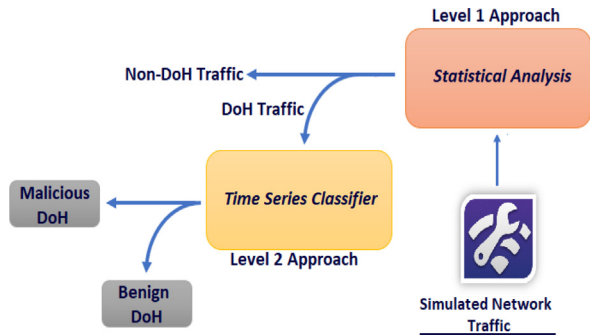 Level 1 Approach
Statistical Analysis
Non-DoH Traffic
DoH Traffic
Time Series Classifier
Level 2 Approach
Malicious
DoH
Benign
DoH
Simulated Network
Traffic